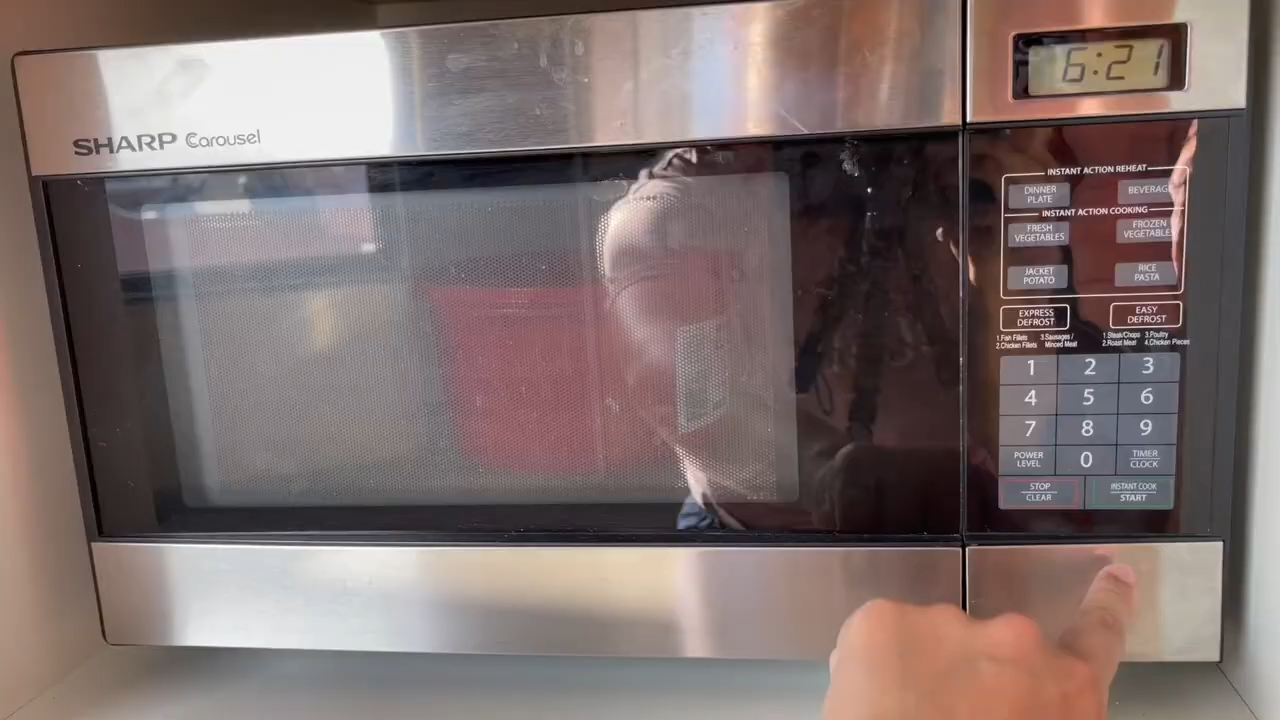 SHARP Carousel
6:21
INSTANT ACTION REHEAT
DINNER
PLATE
BEVERAG
INSTANT ACTION COOKING
FRESH
VEGETABLES
FROZEN
VEGETABLES
JACKET
POTATO
RICE
PASTA
EXPRESS
DEFROST
EASY
DEFROST
1.Fish Fillets 3.Sausages /
2.Chicken Fillets Minced Meat
1.Steak/Chops 3.Poultry
2.Roast Meat 4.Chicken Pieces
1 2 3
4 5 6
7 8 9
POWER
LEVEL
0
TIMER
CLOCK
STOP
CLEAR
INSTANT COOK
START